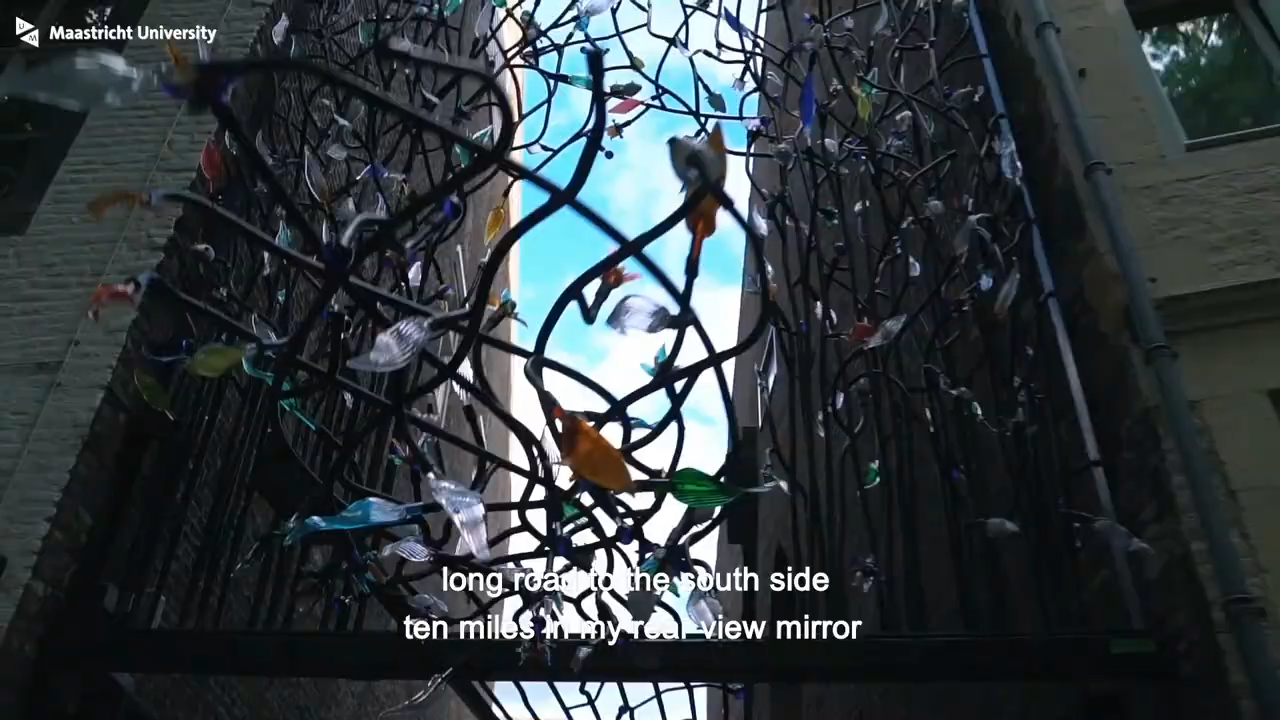 Maastricht University
long road to the south side
ten miles in my rear view mirror